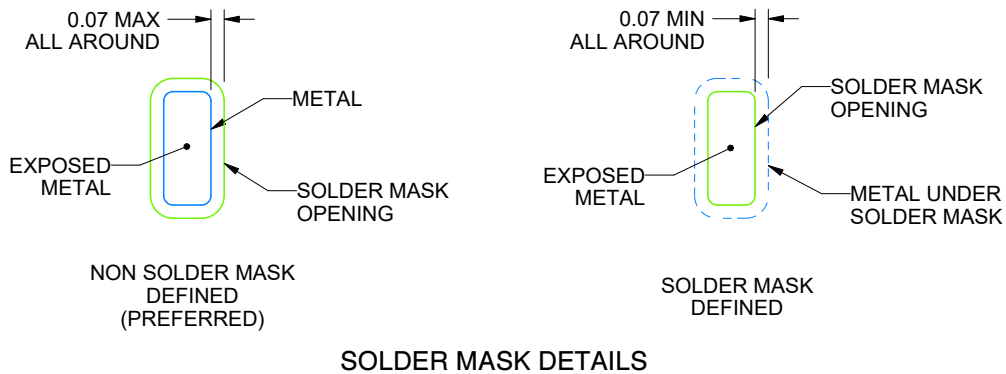 0.07 MAX
ALL AROUND
METAL
EXPOSED
METAL
SOLDER MASK
OPENING
NON SOLDER MASK
DEFINED
(PREFERRED)
0.07 MIN
ALL AROUND
SOLDER MASK
OPENING
EXPOSED
METAL
METAL UNDER
SOLDER MASK
SOLDER MASK
DEFINED
SOLDER MASK DETAILS